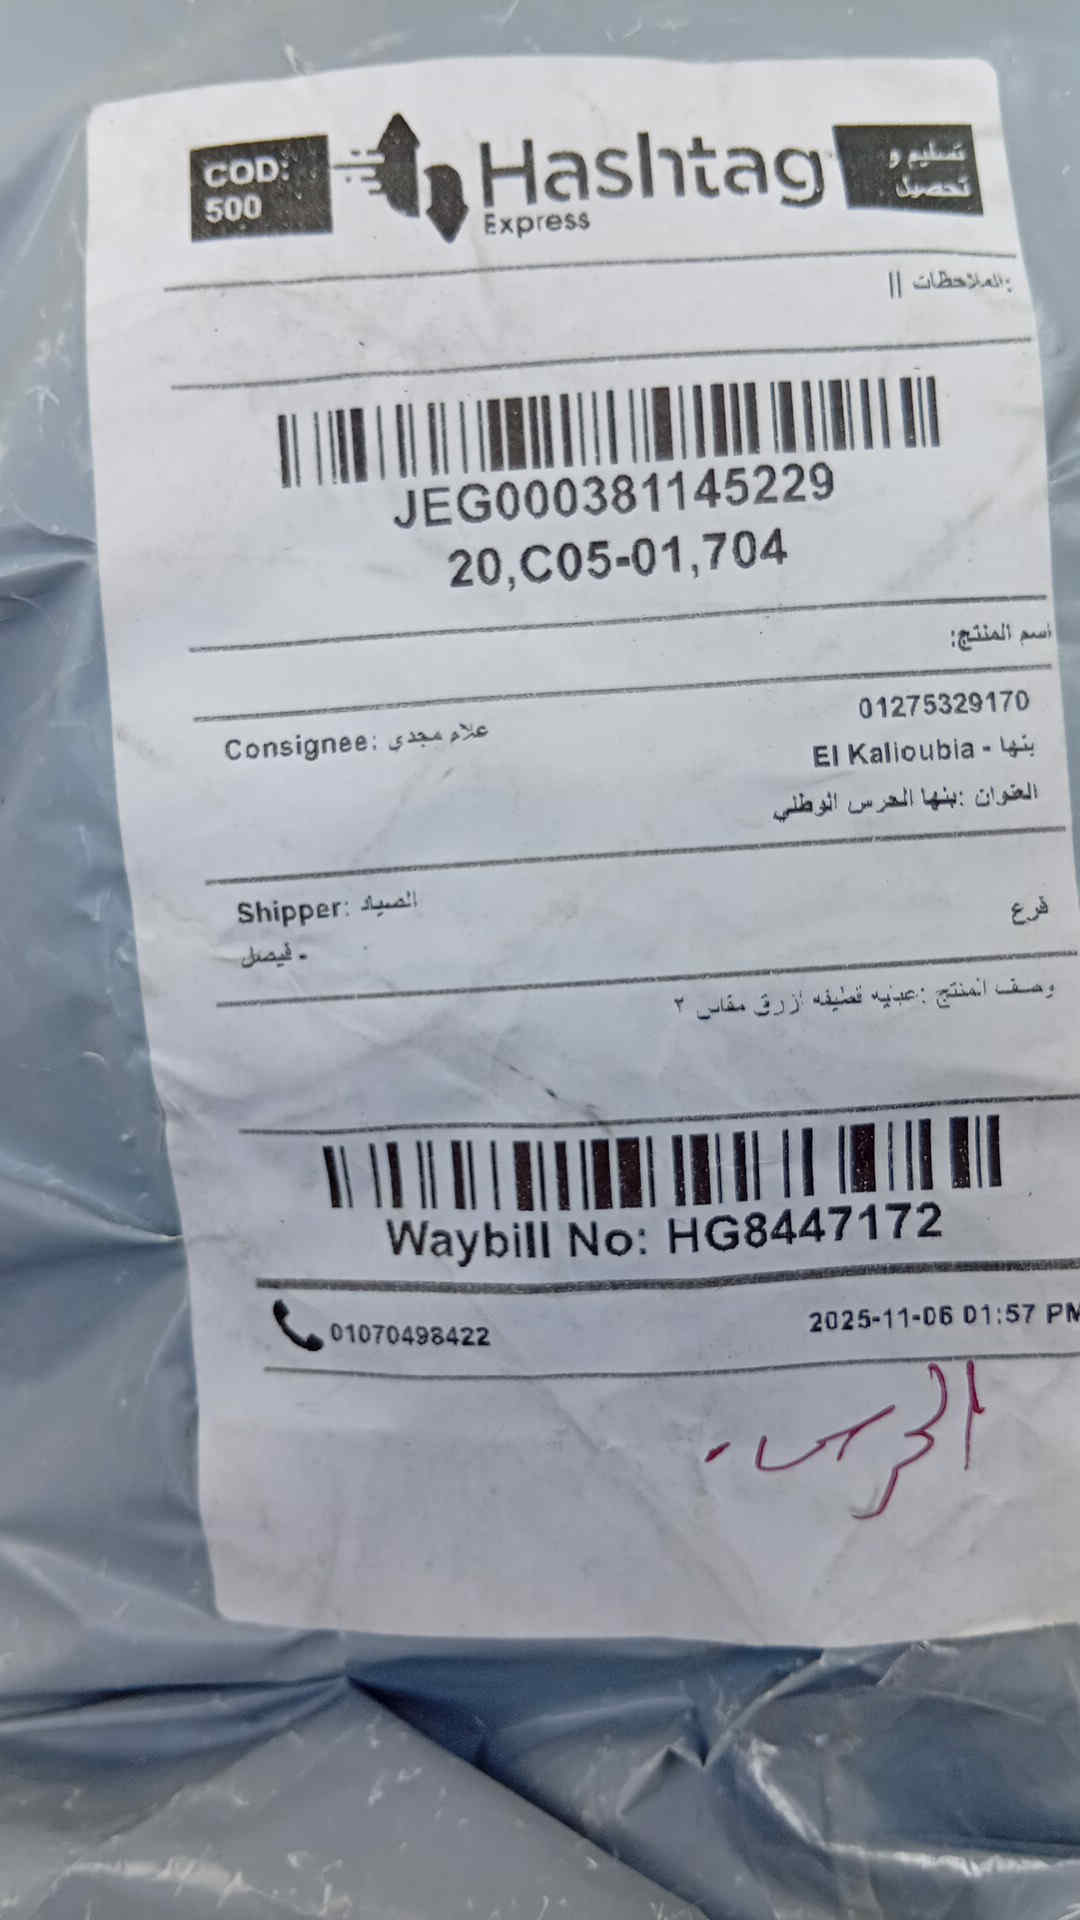 COD:
500
Hashtag
Express
تسليم و
تحصيل
الملاحظات: ||
JEG000381145229
20,C05-01,704
اسم المنتج:
Consignee: علام مجدي
01275329170
El Kalioubia - بنها
العنوان :بنها الحرس الوطني
Shipper: الصياد
- فيصل
فرع
وصف المنتج :عبايه قطيفه ازرق مقاس ٢
Waybill No: HG8447172
01070498422
2025-11-06 01:57 PM
الحرس